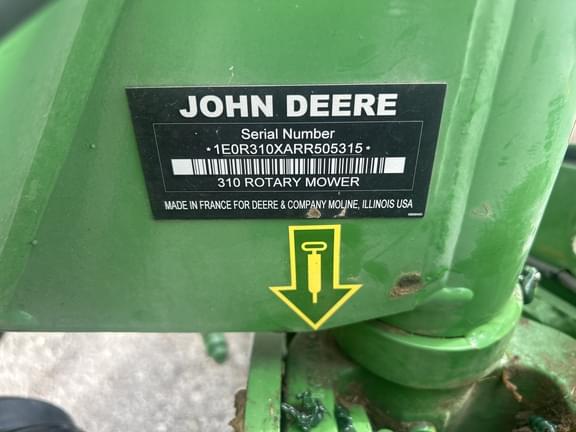 JOHN DEERE
Serial Number
*1E0R310XARR505315*
310 ROTARY MOWER
MADE IN FRANCE FOR DEERE & COMPANY MOLINE, ILLINOIS USA